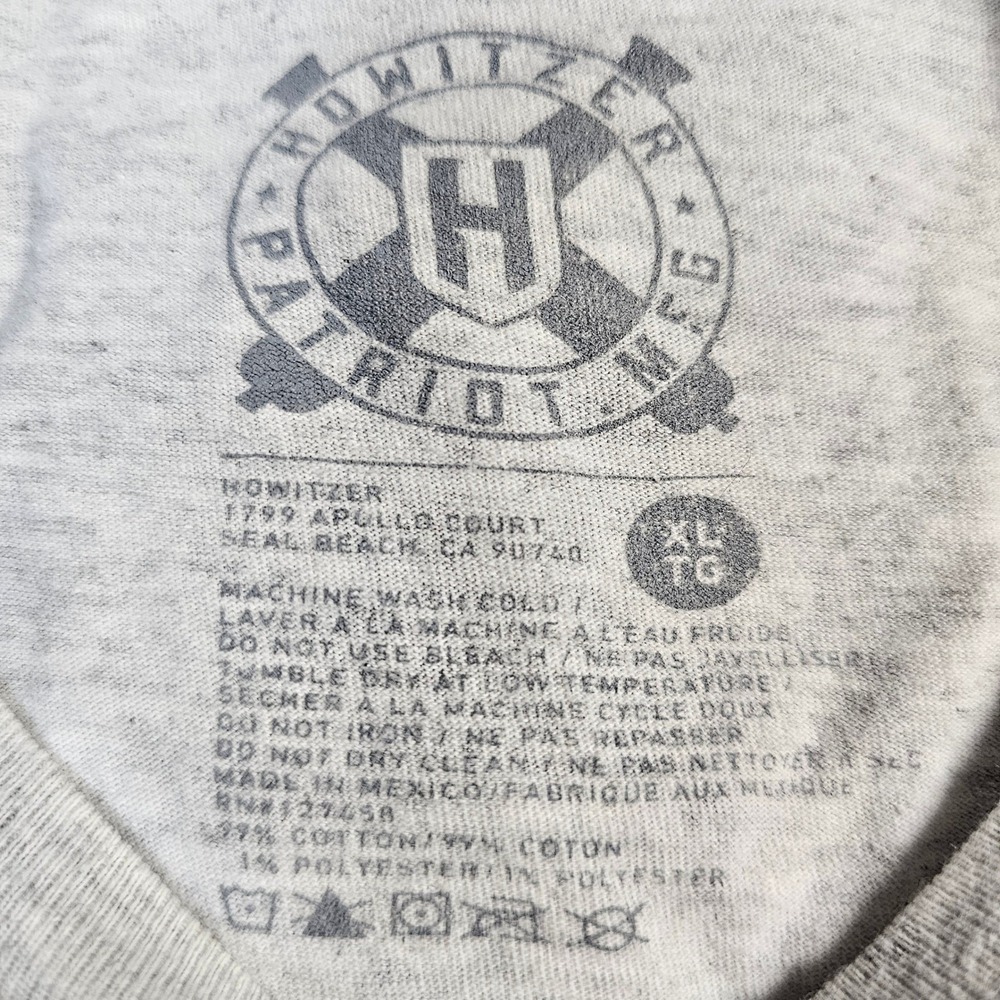 HOWITZER
PATRIOT MFG
H
HOWITZER
1799 APOLLO COURT
SEAL BEACH, CA 90740
XL
TG
MACHINE WASH COLD /
LAVER A LA MACHINE A L'EAU FROIDE
DO NOT USE BLEACH / NE PAS JAVELLISER
TUMBLE DRY AT LOW TEMPERATURE /
SECHER A LA MACHINE CYCLE DOUX
DO NOT IRON / NE PAS REPASSER
DO NOT DRY CLEAN / NE PAS NETTOYER A SEC
MADE IN MEXICO/FABRIQUE AUX MEXIQUE
99% COTTON/99% COTON
1% POLYESTER/1% POLYESTER